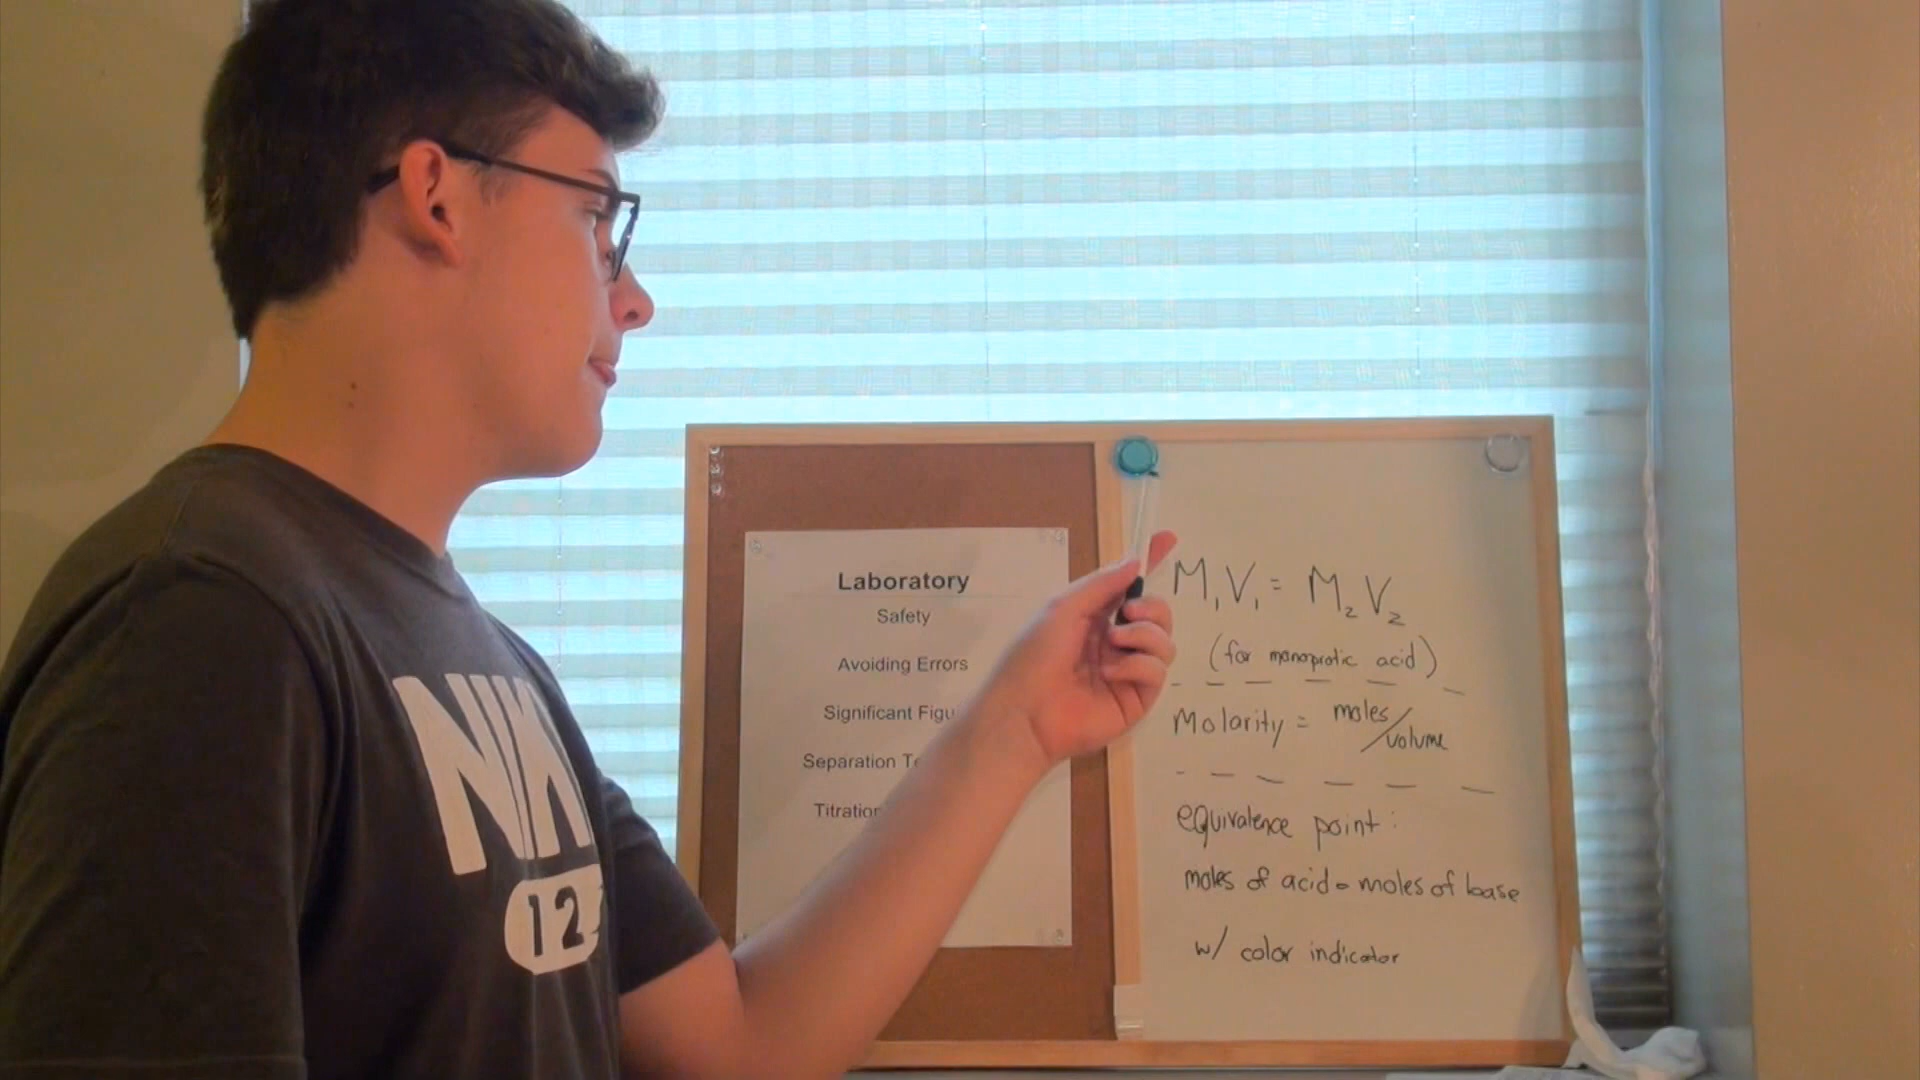 NIKE
12
Laboratory
Safety
Avoiding Errors
Significant Figu
Separation Te
Titration
M₁V₁ = M₂V₂
(for monoprotic acid)
Molarity = moles/volume
equivalence point:
moles of acid = moles of base
w/ color indicator